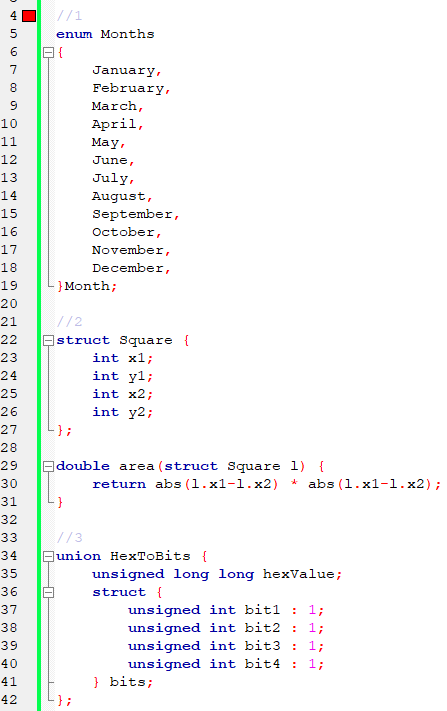 4 //1
5 enum Months
6 {
7 January,
8 February,
9 March,
10 April,
11 May,
12 June,
13 July,
14 August,
15 September,
16 October,
17 November,
18 December,
19 }Month;
20
21 //2
22 struct Square {
23 int x1;
24 int y1;
25 int x2;
26 int y2;
27 };
28
29 double area(struct Square l) {
30 return abs(l.x1-l.x2) * abs(l.x1-l.x2);
31 }
32
33 //3
34 union HexToBits {
35 unsigned long long hexValue;
36 struct {
37 unsigned int bit1 : 1;
38 unsigned int bit2 : 1;
39 unsigned int bit3 : 1;
40 unsigned int bit4 : 1;
41 } bits;
42 };